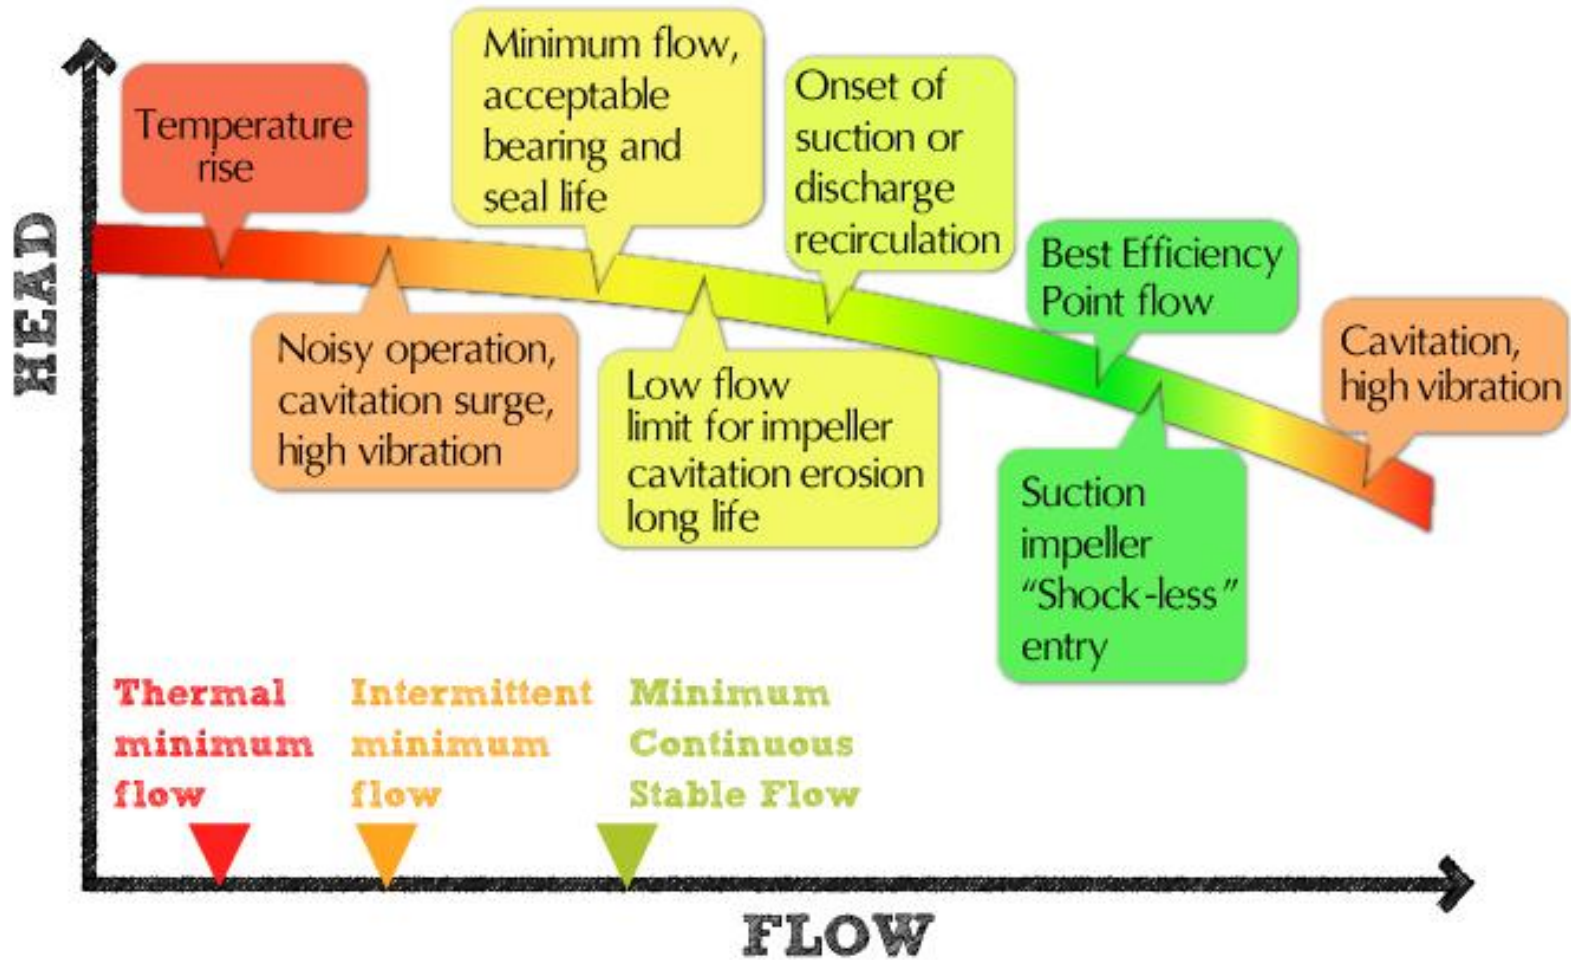 Temperature
rise
Minimum flow,
acceptable
bearing and
seal life
Onset of
suction or
discharge
recirculation
Best Efficiency
Point flow
Cavitation,
high vibration
HEAD
Noisy operation,
cavitation surge,
high vibration
Low flow
limit for impeller
cavitation erosion
long life
Suction
impeller
“Shock-less”
entry
Thermal
minimum
flow
Intermittent
minimum
flow
Minimum
Continuous
Stable Flow
FLOW